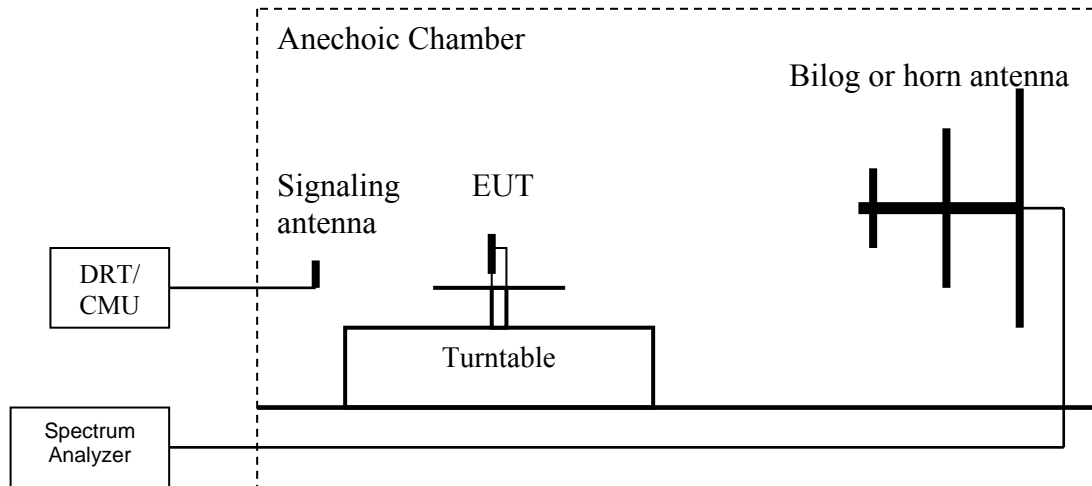 Anechoic Chamber
Bilog or horn antenna
Signaling
antenna
EUT
DRT/
CMU
Turntable
Spectrum
Analyzer